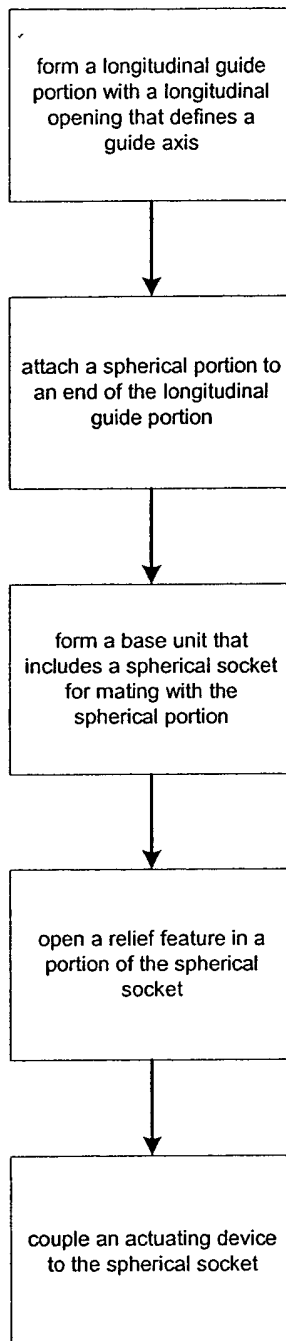 form a longitudinal guide
portion with a longitudinal
opening that defines a
guide axis
attach a spherical portion to
an end of the longitudinal
guide portion
form a base unit that
includes a spherical socket
for mating with the
spherical portion
open a relief feature in a
portion of the spherical
socket
couple an actuating device
to the spherical socket